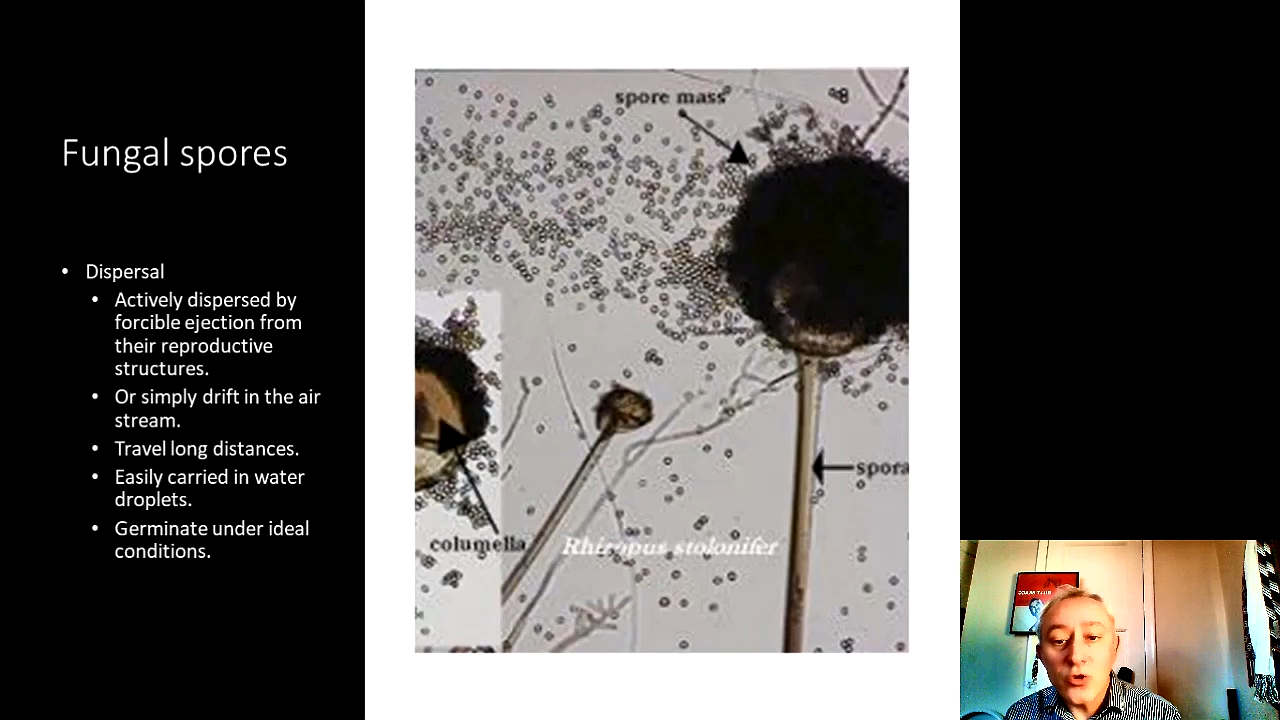 Fungal spores
• Dispersal
• Actively dispersed by
forcible ejection from
their reproductive
structures.
• Or simply drift in the air
stream.
• Travel long distances.
• Easily carried in water
droplets.
• Germinate under ideal
conditions.
spore mass
spora
columella
Rhizopus stolonifer